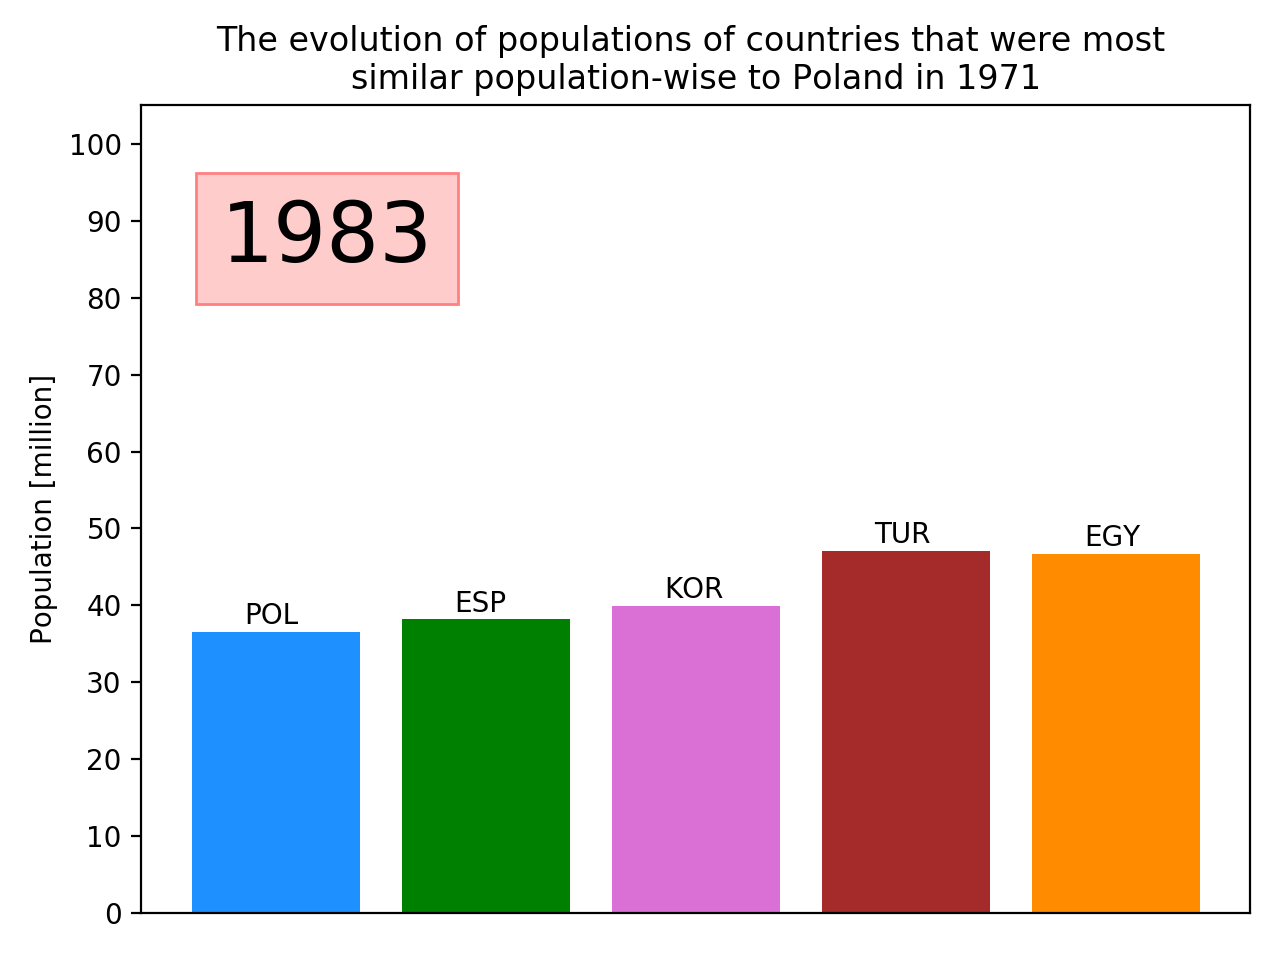 The evolution of populations of countries that were most
similar population-wise to Poland in 1971
100
90
80
70
60
50
40
30
20
10
0
Population [million]
1983
POL
ESP
KOR
TUR
EGY